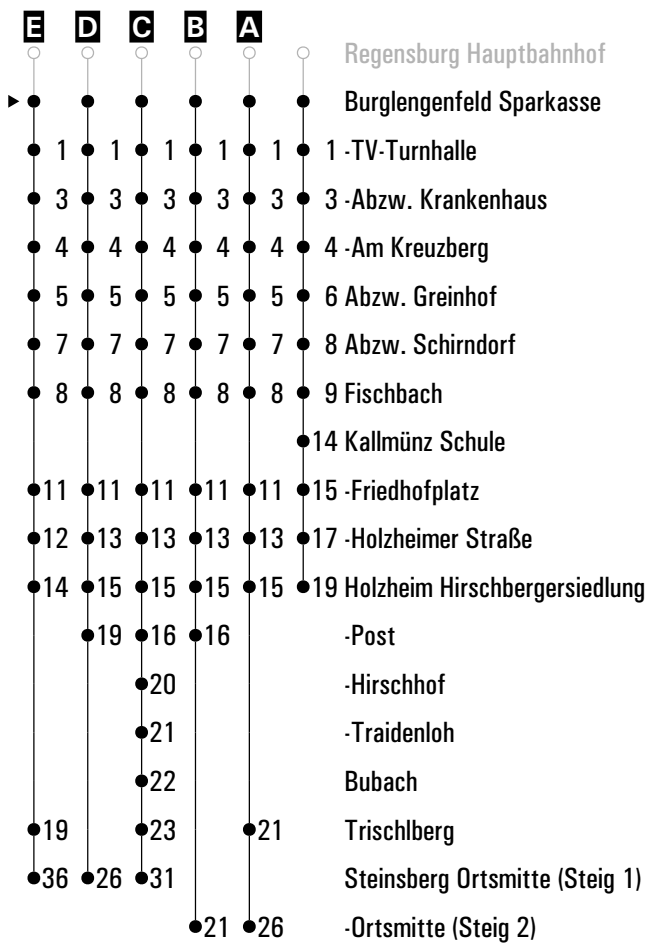 E D C B A
Regensburg Hauptbahnhof
Burglengenfeld Sparkasse
1 1 1 1 1 1 -TV-Turnhalle
3 3 3 3 3 3 -Abzw. Krankenhaus
4 4 4 4 4 4 -Am Kreuzberg
5 5 5 5 5 6 Abzw. Greinhof
7 7 7 7 7 8 Abzw. Schirndorf
8 8 8 8 8 9 Fischbach
14 Kallmünz Schule
11 11 11 11 11 15 -Friedhofplatz
12 13 13 13 13 17 -Holzheimer Straße
14 15 15 15 15 19 Holzheim Hirschbergersiedlung
19 16 16 -Post
20 -Hirschhof
21 -Traidenloh
22 Bubach
19 23 21 Trischlberg
36 26 31 Steinsberg Ortsmitte (Steig 1)
21 26 -Ortsmitte (Steig 2)